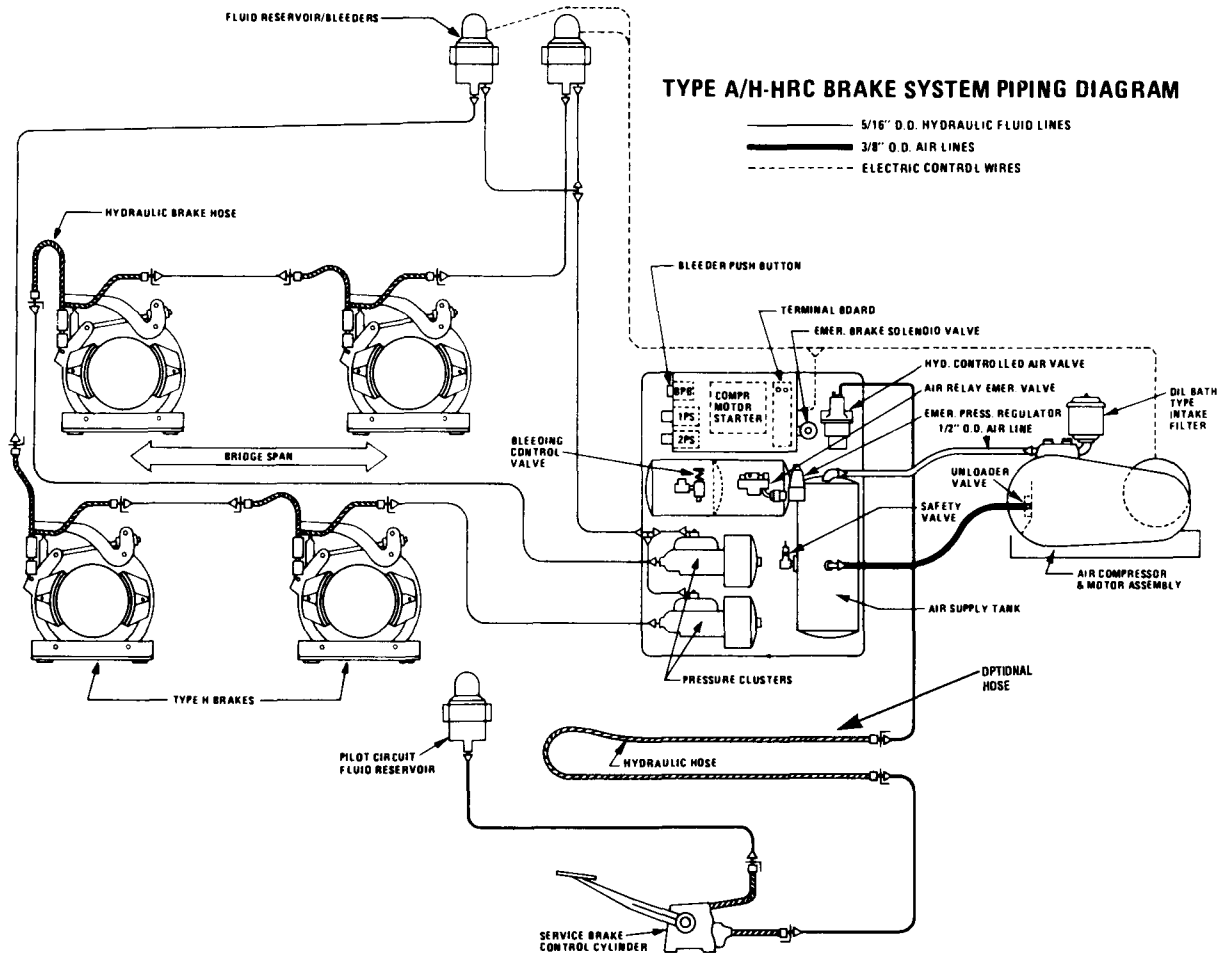 FLUID RESERVOIR/BLEEDERS
TYPE A/H-HRC BRAKE SYSTEM PIPING DIAGRAM
5/16" O.D. HYDRAULIC FLUID LINES
3/8" O.D. AIR LINES
ELECTRIC CONTROL WIRES
HYDRAULIC BRAKE HOSE
BLEEDER PUSH BUTTON
TERMINAL BOARD
EMER. BRAKE SOLENOID VALVE
HYD. CONTROLLED AIR VALVE
AIR RELAY EMER. VALVE
EMER. PRESS. REGULATOR
1/2" O.D. AIR LINE
OIL BATH
TYPE
INTAKE
FILTER
BPB
1PS
2PS
COMPR
MOTOR
STARTER
BLEEDING
CONTROL
VALVE
BRIDGE SPAN
UNLOADER
VALVE
SAFETY
VALVE
AIR COMPRESSOR
& MOTOR ASSEMBLY
AIR SUPPLY TANK
PRESSURE CLUSTERS
TYPE H BRAKES
OPTIONAL
HOSE
PILOT CIRCUIT
FLUID RESERVOIR
HYDRAULIC HOSE
SERVICE BRAKE
CONTROL CYLINDER